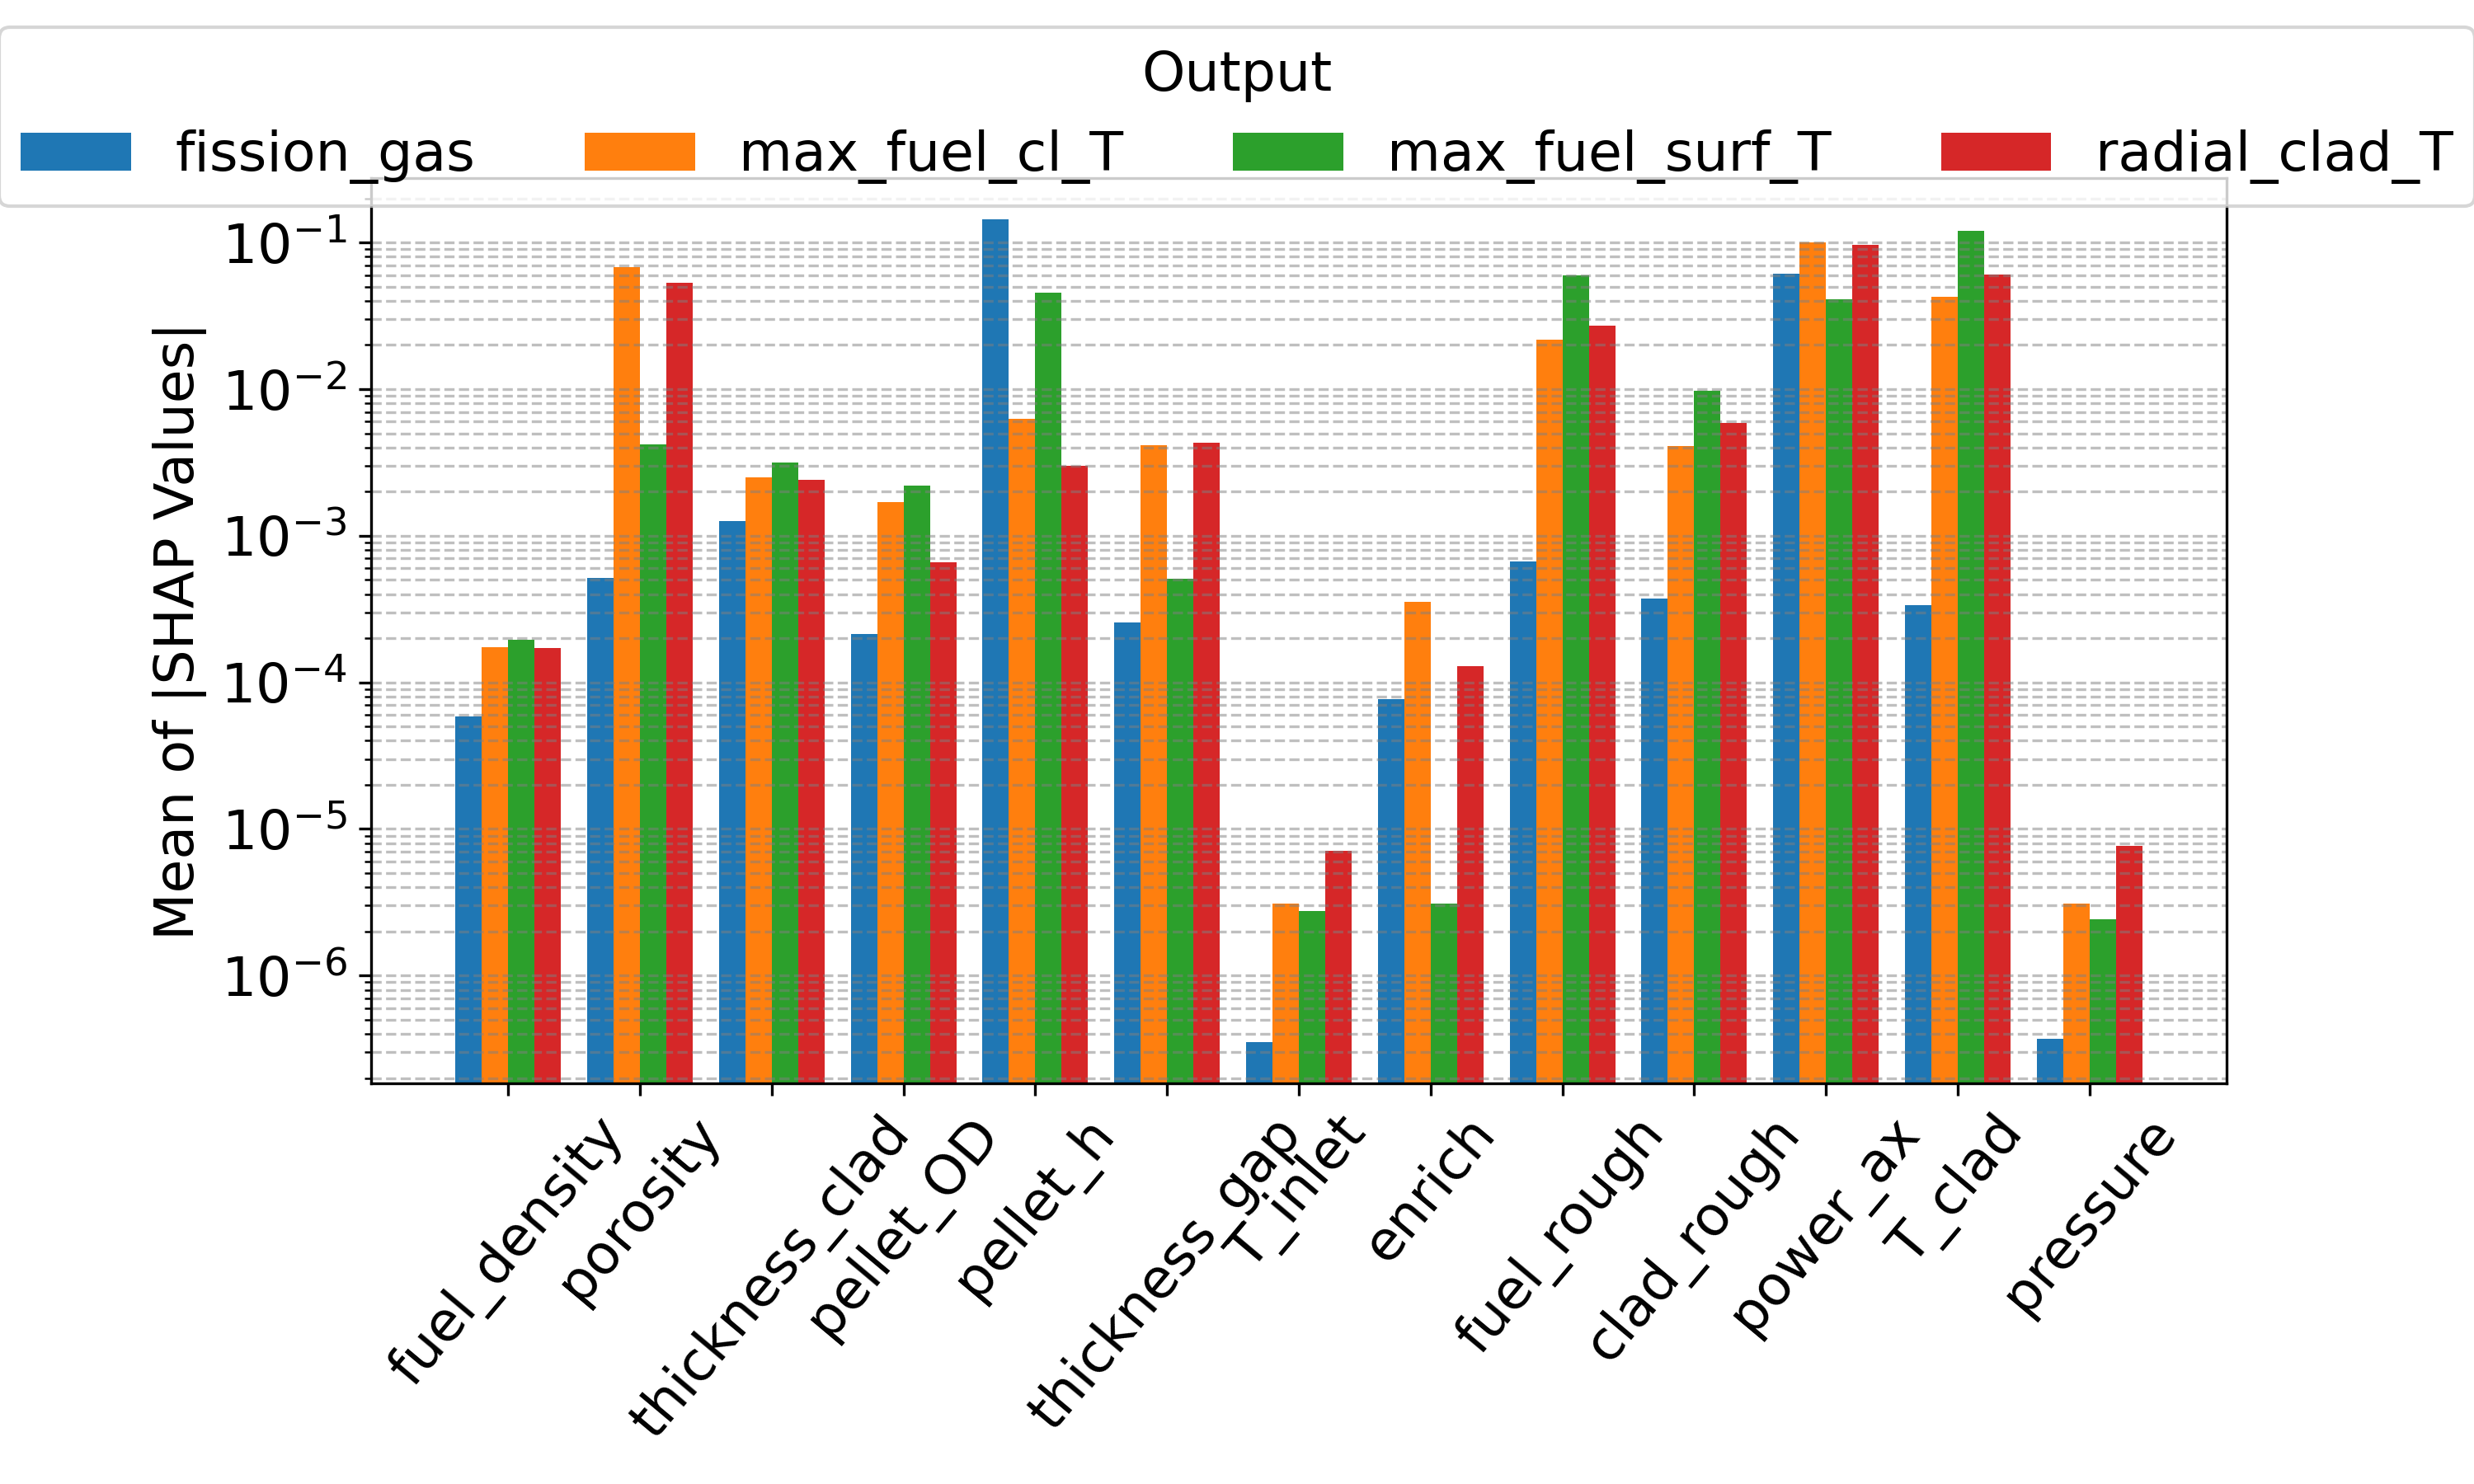 Output
fission_gas max_fuel_cl_T max_fuel_surf_T radial_clad_T
Mean of |SHAP Values|
10⁻¹
10⁻²
10⁻³
10⁻⁴
10⁻⁵
10⁻⁶
fuel_density
porosity
thickness_clad
pellet_OD
pellet_h
thickness_gap
T_inlet
enrich
fuel_rough
clad_rough
power_ax
T_clad
pressure